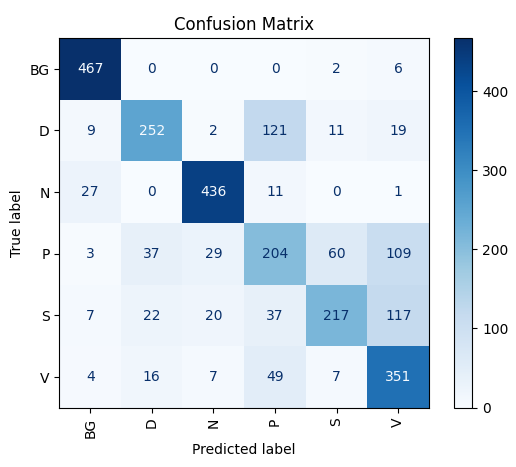 Confusion Matrix
True label
BG 467 0 0 0 2 6
D 9 252 2 121 11 19
N 27 0 436 11 0 1
P 3 37 29 204 60 109
S 7 22 20 37 217 117
V 4 16 7 49 7 351
BG D N P S V
Predicted label
400
300
200
100
0